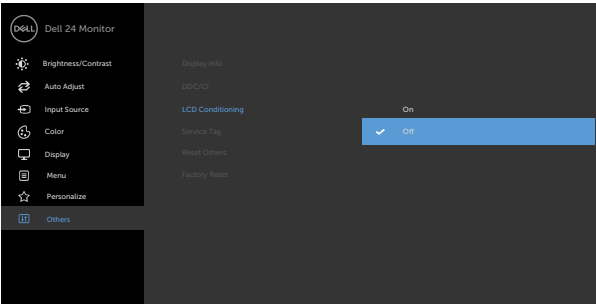 DELL Dell 24 Monitor
Brightness/Contrast
Auto Adjust
Input Source
Color
Display
Menu
Personalize
Others
Display Info
DDC/CI
LCD Conditioning
Service Tag
Reset Others
Factory Reset
On
Off